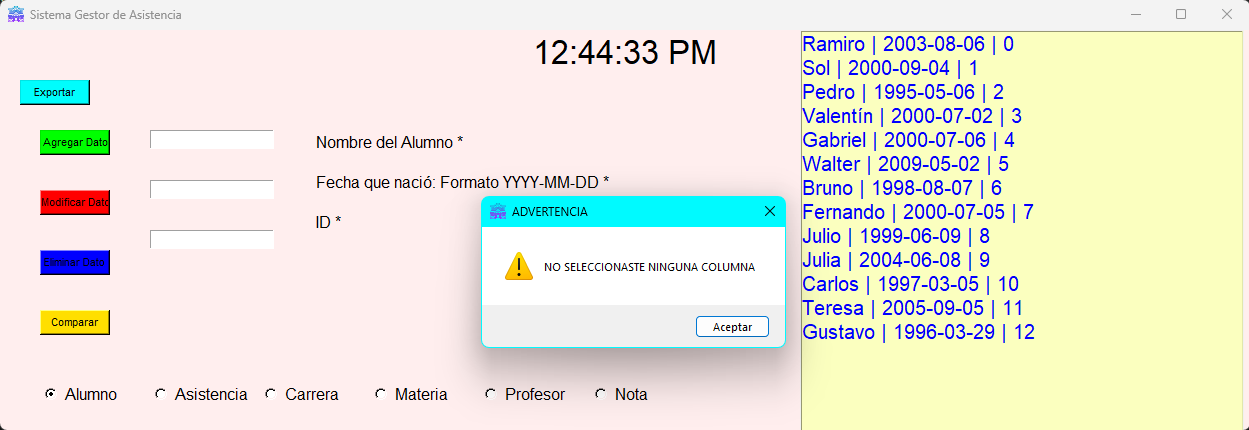 Sistema Gestor de Asistencia
12:44:33 PM
Exportar
Agregar Dato
Modificar Dato
Eliminar Dato
Comparar
Nombre del Alumno *
Fecha que nació: Formato YYYY-MM-DD *
ID *
ADVERTENCIA
NO SELECCIONASTE NINGUNA COLUMNA
Aceptar
Alumno Asistencia Carrera Materia Profesor Nota
Ramiro | 2003-08-06 | 0
Sol | 2000-09-04 | 1
Pedro | 1995-05-06 | 2
Valentín | 2000-07-02 | 3
Gabriel | 2000-07-06 | 4
Walter | 2009-05-02 | 5
Bruno | 1998-08-07 | 6
Fernando | 2000-07-05 | 7
Julio | 1999-06-09 | 8
Julia | 2004-06-08 | 9
Carlos | 1997-03-05 | 10
Teresa | 2005-09-05 | 11
Gustavo | 1996-03-29 | 12